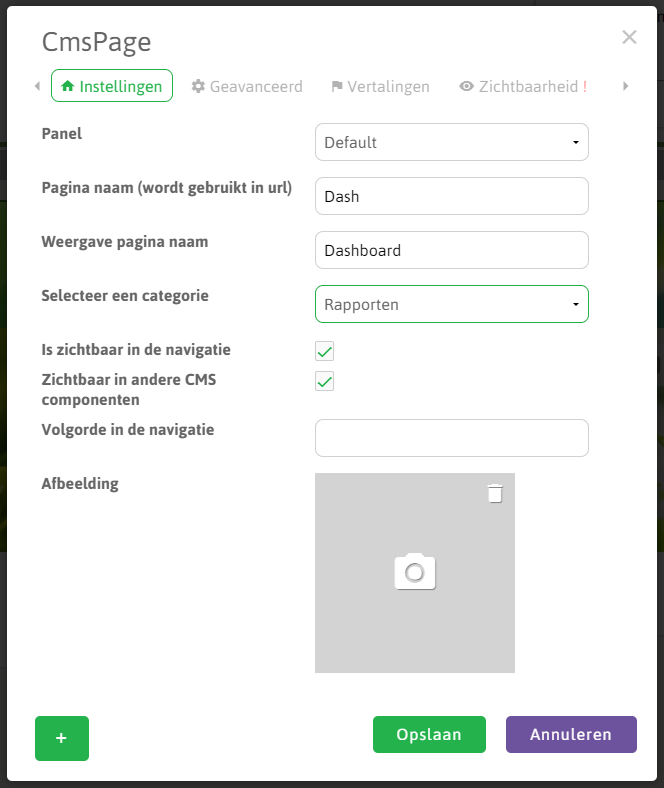 CmsPage
Instellingen Geavanceerd Vertalingen Zichtbaarheid !
Panel
Default
Pagina naam (wordt gebruikt in url)
Dash
Weergave pagina naam
Dashboard
Selecteer een categorie
Rapporten
Is zichtbaar in de navigatie
Zichtbaar in andere CMS
componenten
Volgorde in de navigatie
Afbeelding
+
Opslaan
Annuleren